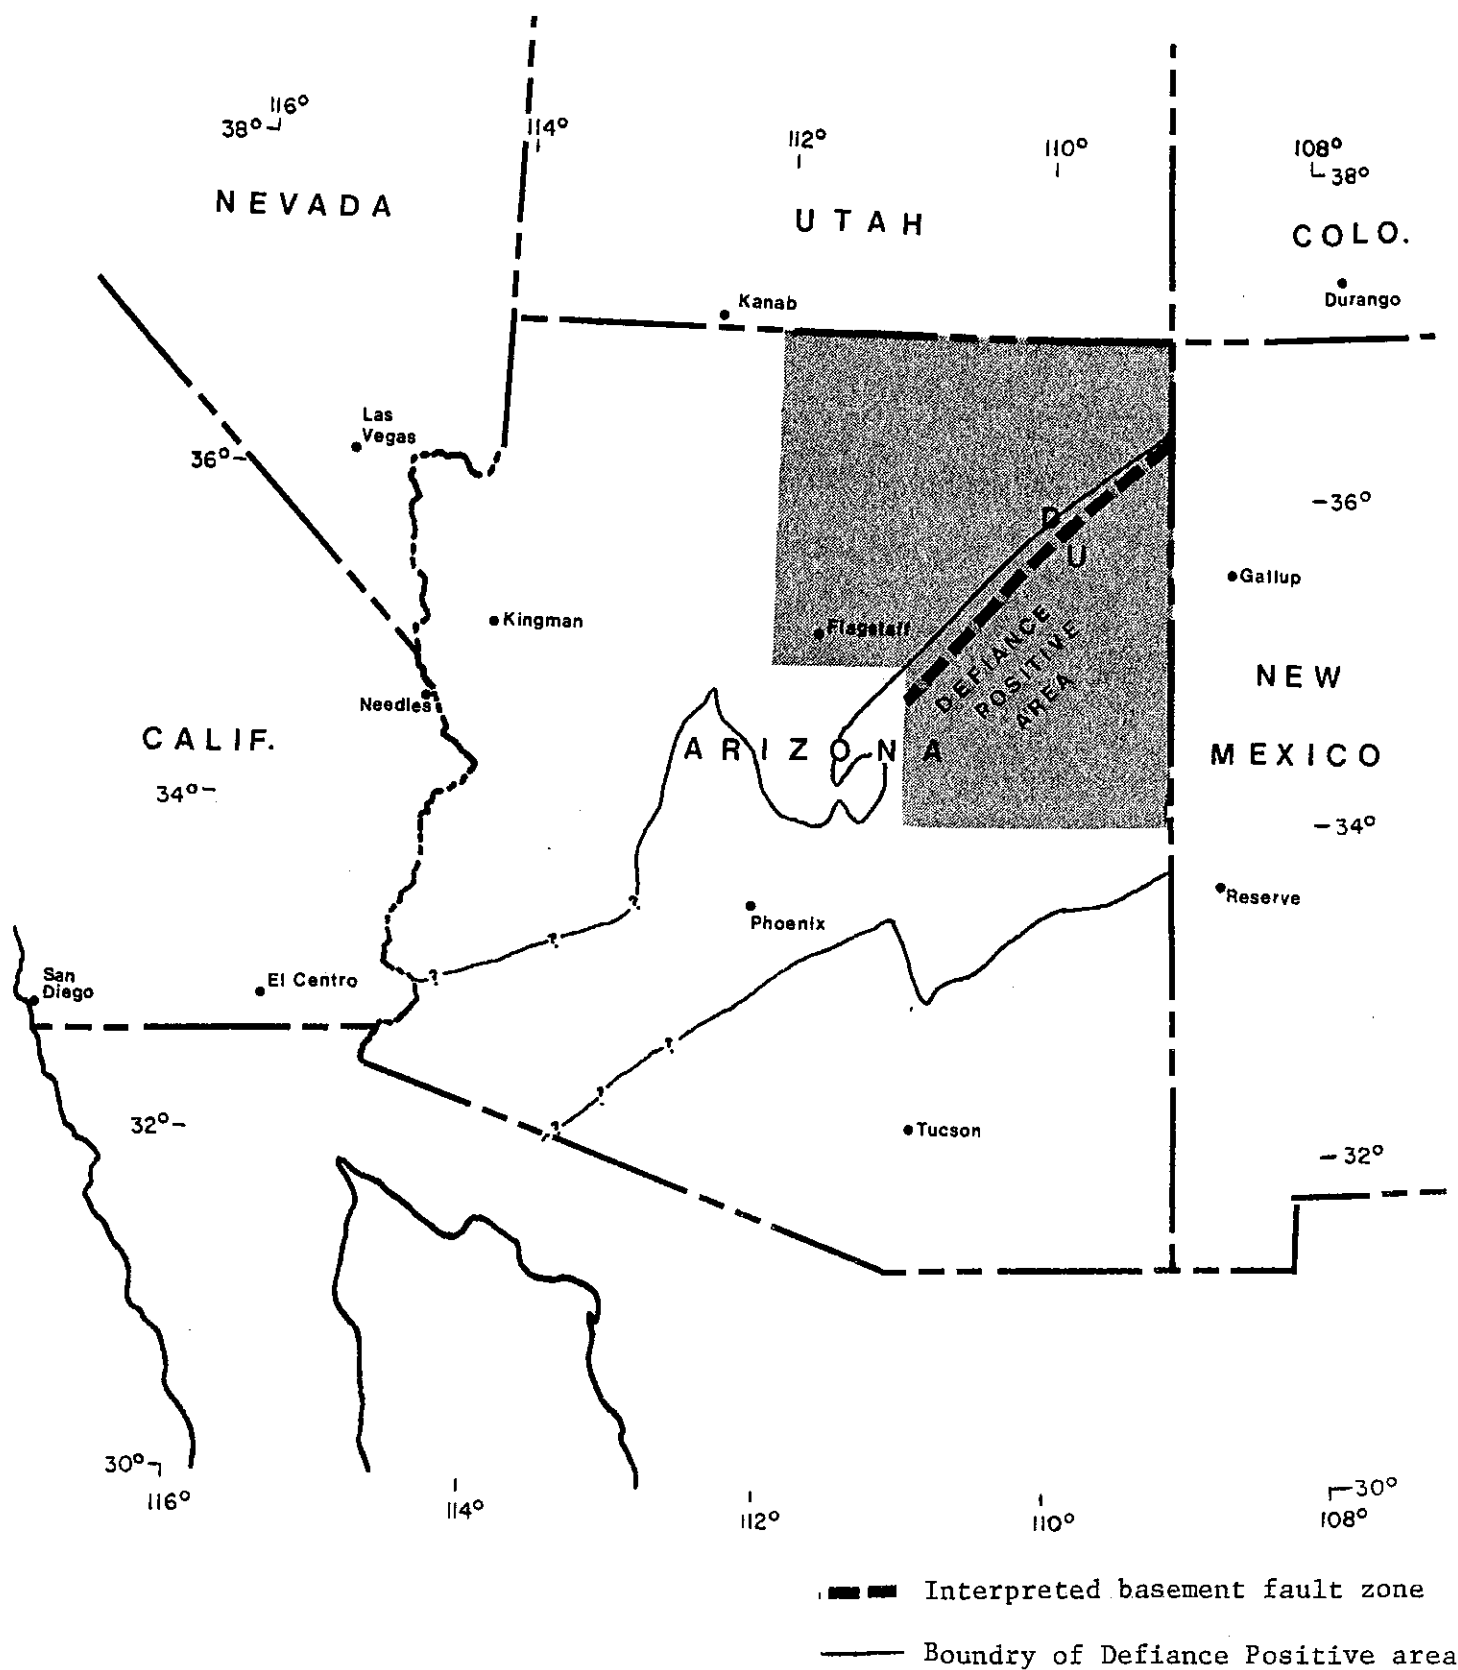 116°
38°
114°
112°
110°
108°
38°
NEVADA
UTAH
COLO.
Durango
Kanab
Las
Vegas
36°
36°
D
U
Gallup
Kingman
Flagstaff
DEFIANCE
POSITIVE
AREA
NEW
MEXICO
Needles
CALIF.
ARIZONA
34°
34°
?
Reserve
Phoenix
?
?
San
Diego
El Centro
?
?
?
32°
Tucson
32°
30°
116°
114°
112°
110°
30°
108°
Interpreted basement fault zone
Boundry of Defiance Positive area